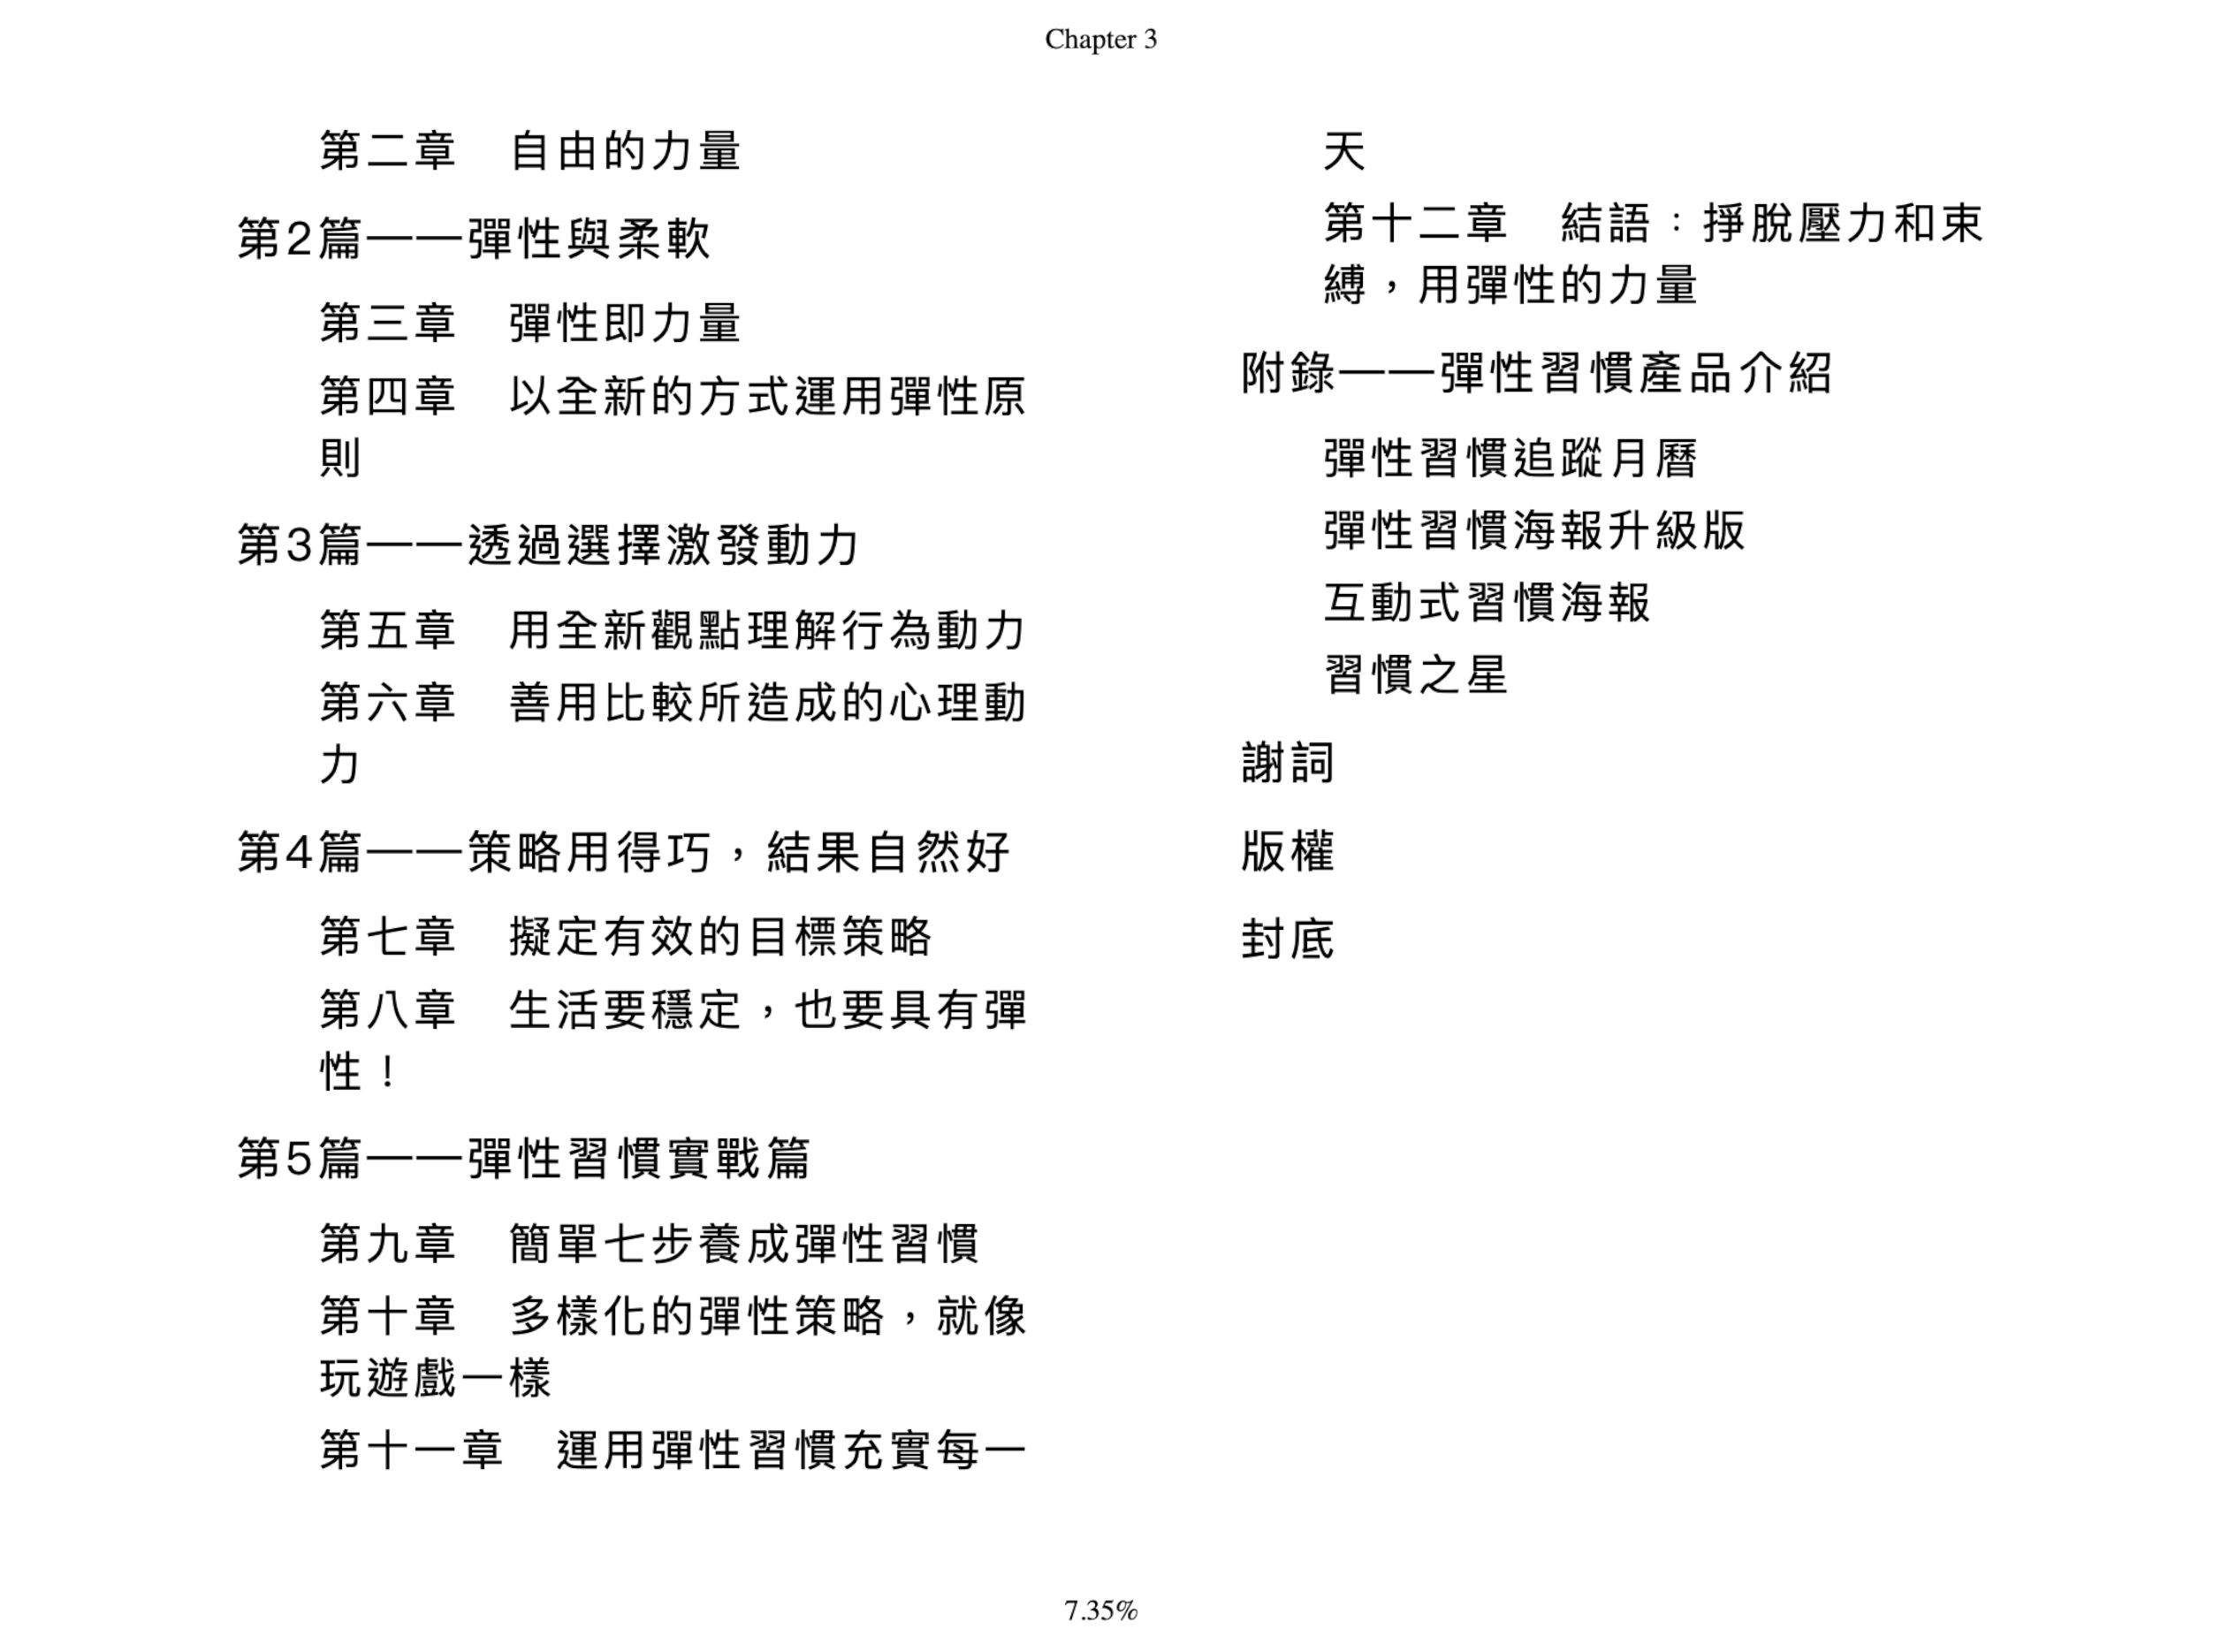 Chapter 3
第二章　自由的力量
第2篇——彈性與柔軟
第三章　彈性即力量
第四章　以全新的方式運用彈性原
則
第3篇——透過選擇激發動力
第五章　用全新觀點理解行為動力
第六章　善用比較所造成的心理動
力
第4篇——策略用得巧，結果自然好
第七章　擬定有效的目標策略
第八章　生活要穩定，也要具有彈
性！
第5篇——彈性習慣實戰篇
第九章　簡單七步養成彈性習慣
第十章　多樣化的彈性策略，就像
玩遊戲一樣
第十一章　運用彈性習慣充實每一
天
第十二章　結語：掙脫壓力和束
縛，用彈性的力量
附錄——彈性習慣產品介紹
彈性習慣追蹤月曆
彈性習慣海報升級版
互動式習慣海報
習慣之星
謝詞
版權
封底
7.35%